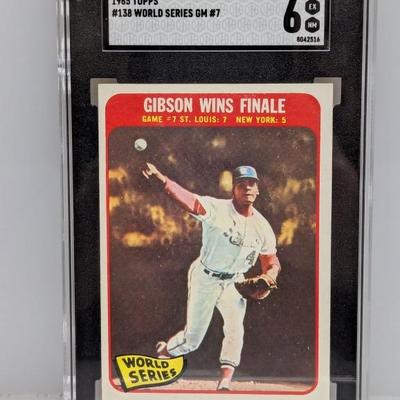 1965 TOPPS
#138 WORLD SERIES GM #7
6
EX
NM
8042516
GIBSON WINS FINALE
GAME #7 ST. LOUIS: 7 NEW YORK: 5
WORLD
SERIES